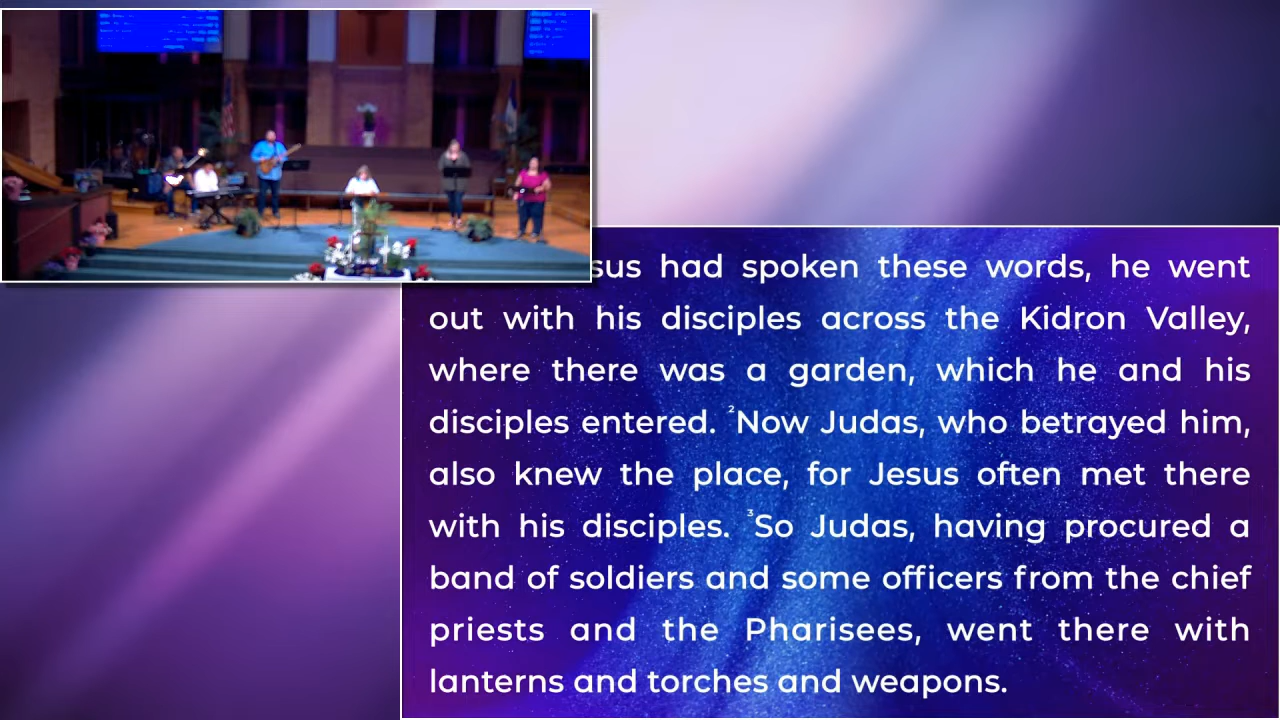 sus had spoken these words, he went
out with his disciples across the Kidron Valley,
where there was a garden, which he and his
disciples entered. ²Now Judas, who betrayed him,
also knew the place, for Jesus often met there
with his disciples. ³So Judas, having procured a
band of soldiers and some officers from the chief
priests and the Pharisees, went there with
lanterns and torches and weapons.